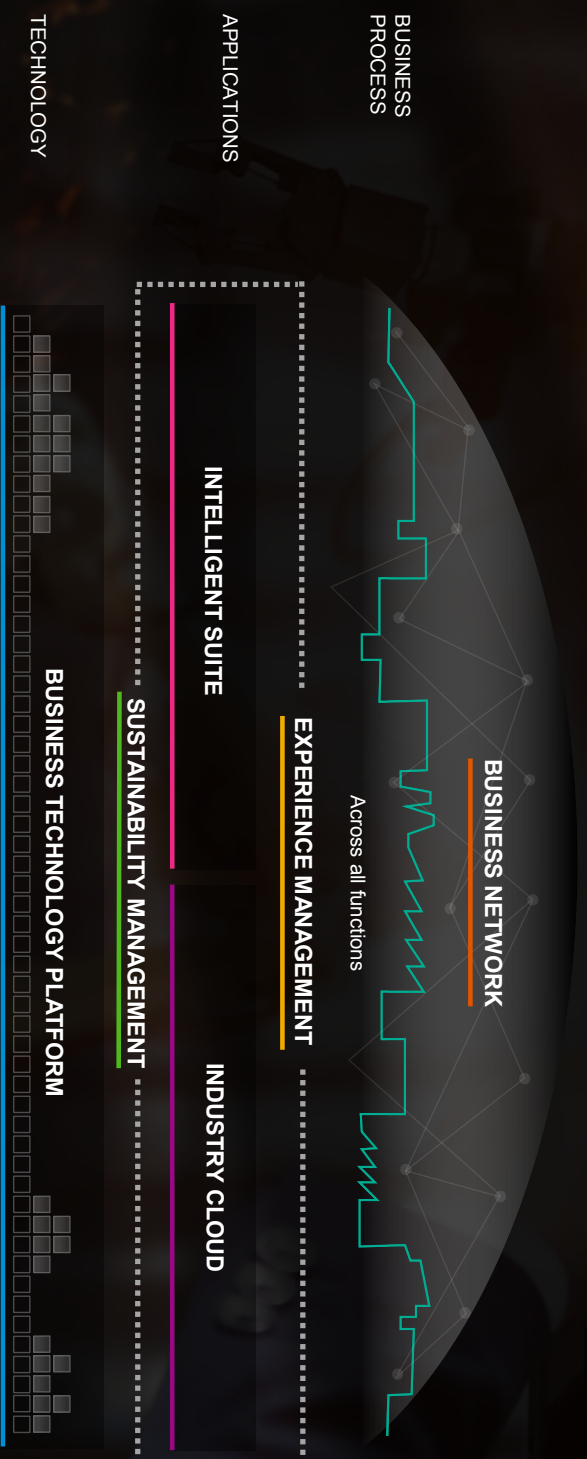 BUSINESS
PROCESS
BUSINESS NETWORK
Across all functions
APPLICATIONS
EXPERIENCE MANAGEMENT
INTELLIGENT SUITE
INDUSTRY CLOUD
SUSTAINABILITY MANAGEMENT
TECHNOLOGY
BUSINESS TECHNOLOGY PLATFORM